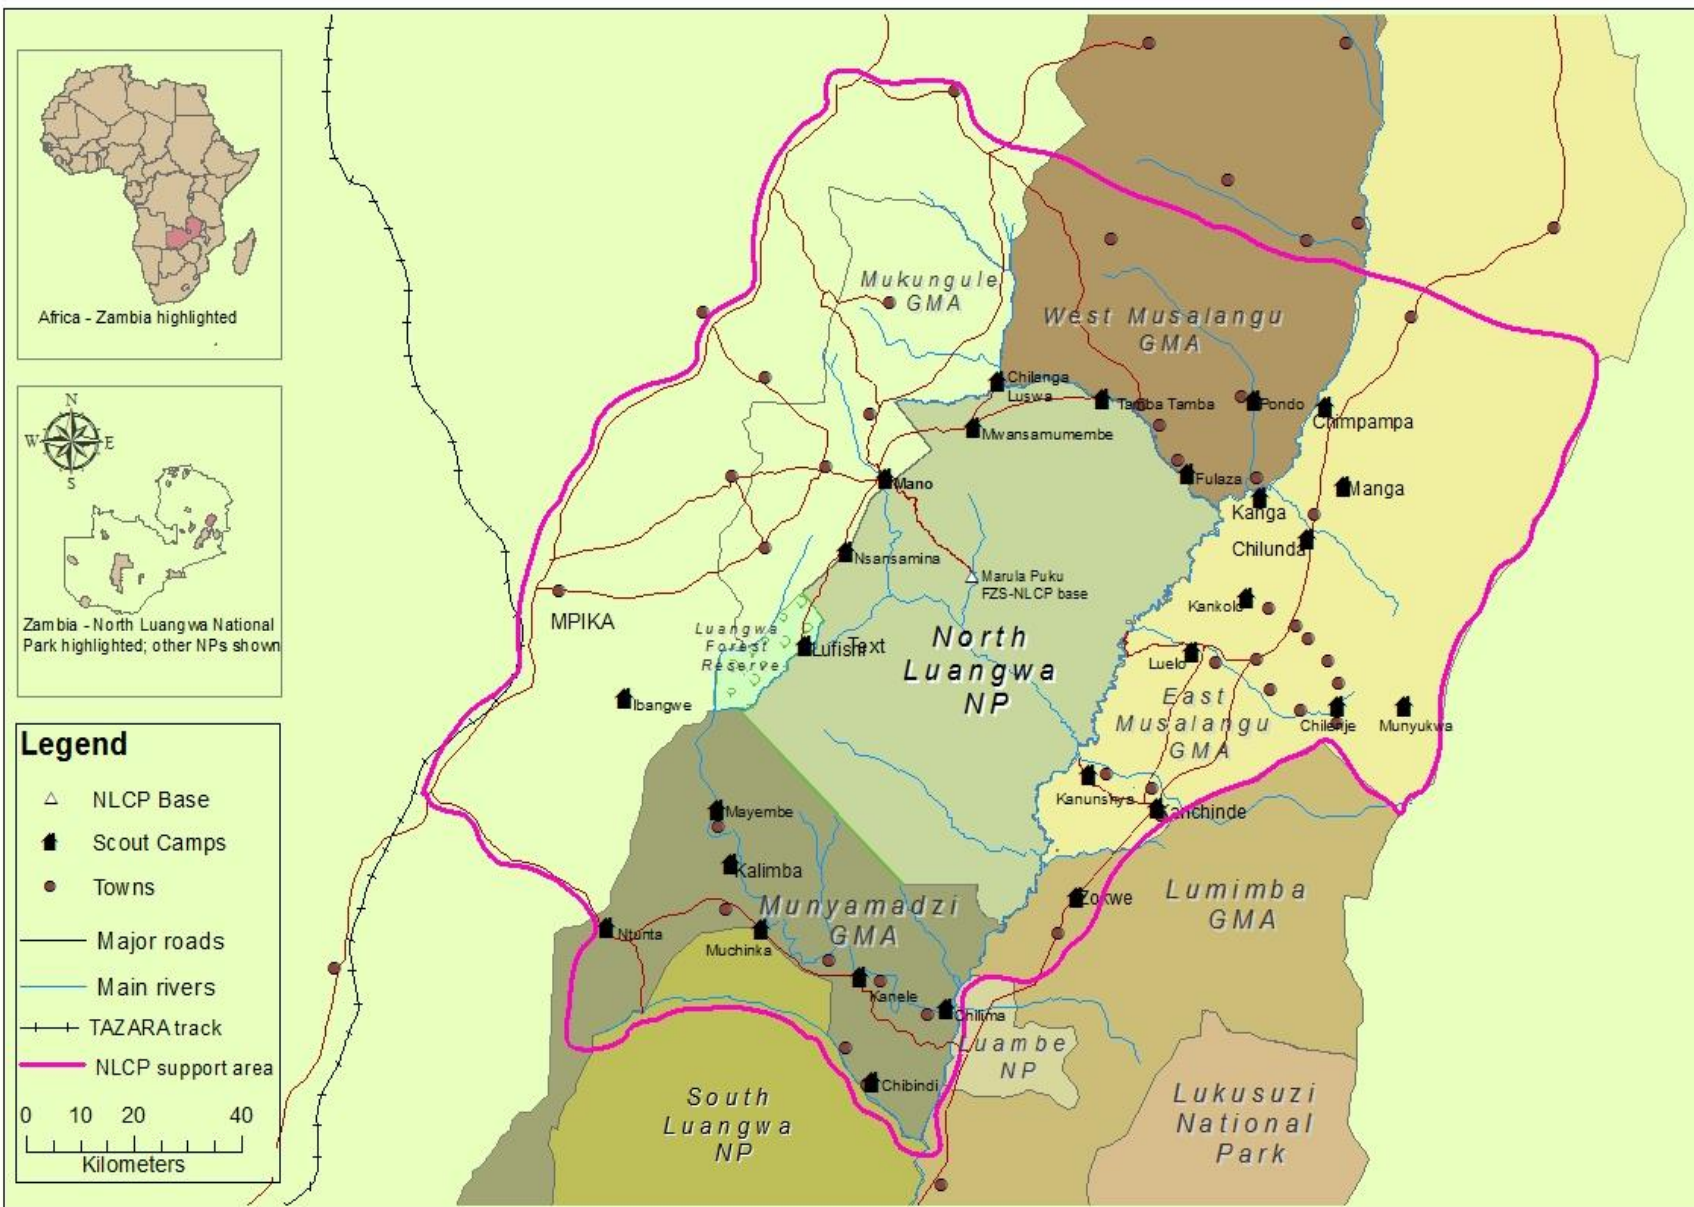 Africa - Zambia highlighted
N
W E
S
Zambia - North Luangwa National
Park highlighted; other NPs shown
Legend
NLCP Base
Scout Camps
Towns
Major roads
Main rivers
TAZARA track
NLCP support area
0 10 20 40
Kilometers
Mukungule
GMA
West Musalangu
GMA
Chilanga
Luswa
Tamba Tamba
Pondo
Chimpampa
Mwansamumembe
Mano
Fulaza
Manga
Kanga
Chilunda
Nsansamina
Marula Puku
FZS-NLCP base
Kankolo
MPIKA
Luangwa
Forest
Reserve
Lufishi
Text
North
Luangwa
NP
Luelo
East
Musalangu
GMA
Ibangwe
Chilenje
Munyukwa
Kanunshya
Kanchinde
Mayembe
Kalimba
Munyamadzi
GMA
Zokwe
Lumimba
GMA
Ntunta
Muchinka
Kanele
Chilima
Luambe
NP
Chibindi
South
Luangwa
NP
Lukusuzi
National
Park